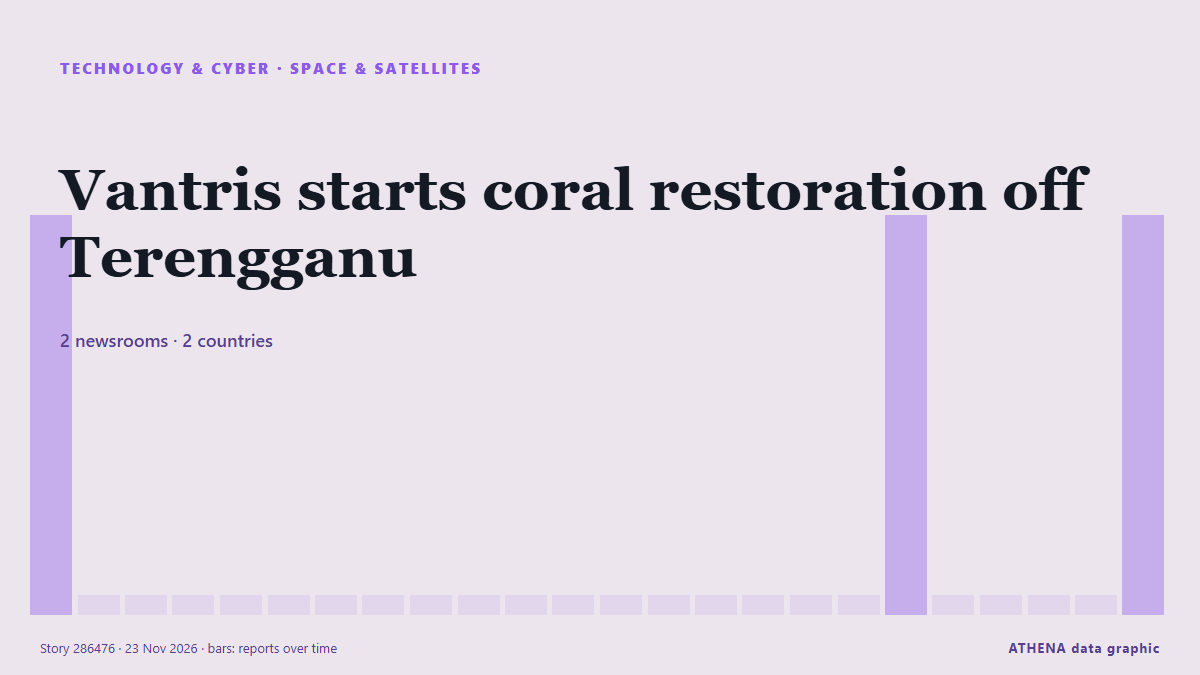 TECHNOLOGY & CYBER · SPACE & SATELLITES
Vantris starts coral restoration off
Terengganu
2 newsrooms · 2 countries
Story 286476 · 23 Nov 2026 · bars: reports over time
ATHENA data graphic